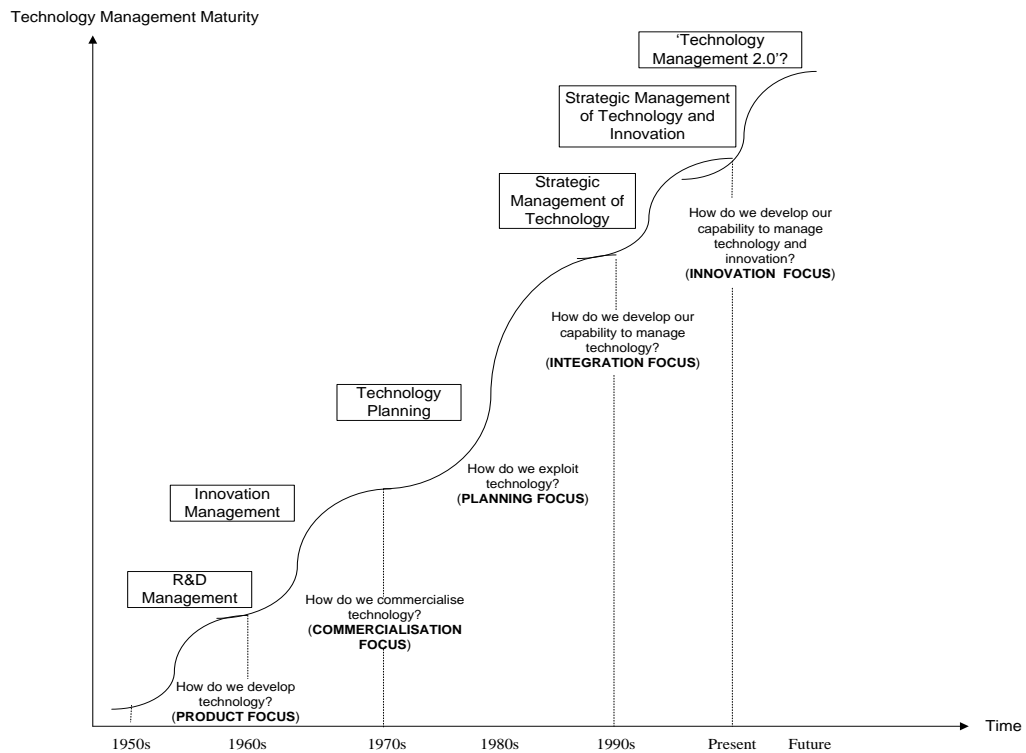 Technology Management Maturity
‘Technology
Management 2.0’?
Strategic Management
of Technology and
Innovation
Strategic
Management of
Technology
How do we develop our
capability to manage
technology and
innovation?
(INNOVATION FOCUS)
How do we develop our
capability to manage
technology?
(INTEGRATION FOCUS)
Technology
Planning
How do we exploit
technology?
(PLANNING FOCUS)
Innovation
Management
R&D
Management
How do we commercialise
technology?
(COMMERCIALISATION
FOCUS)
How do we develop
technology?
(PRODUCT FOCUS)
Time
1950s 1960s 1970s 1980s 1990s Present Future